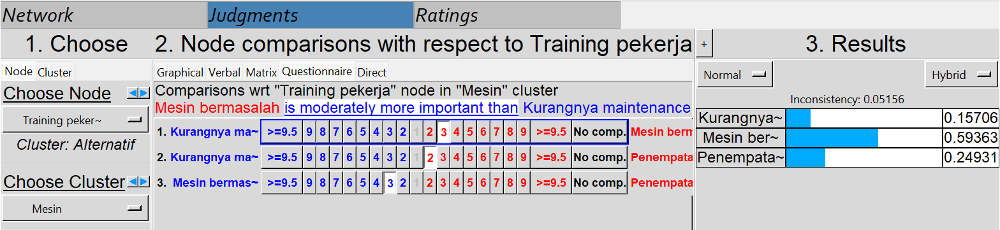 Network Judgments Ratings
1. Choose
2. Node comparisons with respect to Training pekerja
+
3. Results
Node Cluster
Graphical Verbal Matrix Questionnaire Direct
Normal Hybrid
Choose Node
Comparisons wrt "Training pekerja" node in "Mesin" cluster
Mesin bermasalah is moderately more important than Kurangnya maintenance
Inconsistency: 0.05156
Training peker~
Cluster: Alternatif
Choose Cluster
Mesin
1. Kurangnya ma~ >=9.5 9 8 7 6 5 4 3 2 1 2 3 4 5 6 7 8 9 >=9.5 No comp. Mesin berm
2. Kurangnya ma~ >=9.5 9 8 7 6 5 4 3 2 1 2 3 4 5 6 7 8 9 >=9.5 No comp. Penempata
3. Mesin bermas~ >=9.5 9 8 7 6 5 4 3 2 1 2 3 4 5 6 7 8 9 >=9.5 No comp. Penempata
Kurangnya~ 0.15706
Mesin ber~ 0.59363
Penempata~ 0.24931